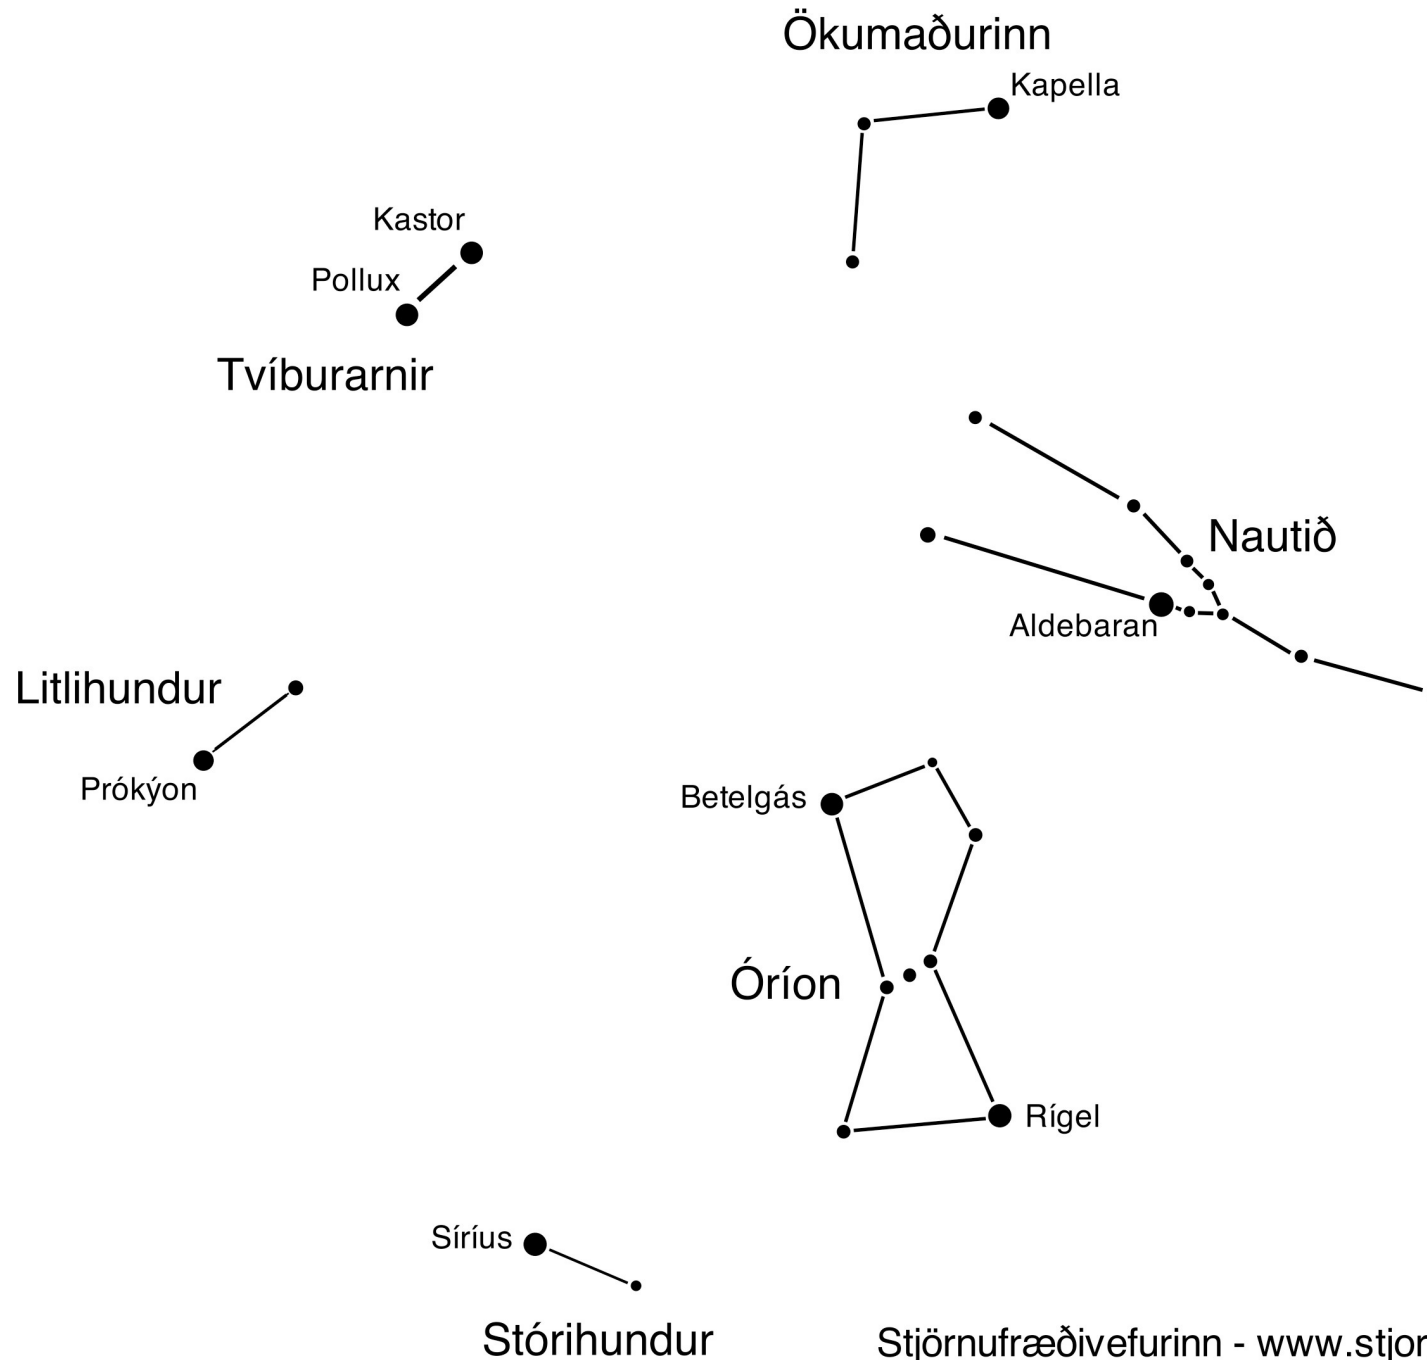 Ökumaðurinn
Kapella
Kastor
Pollux
Tvíburarnir
Nautið
Aldebaran
Litlihundur
Prókýon
Betelgás
Óríon
Rígel
Síríus
Stórihundur
Stjörnufræðivefurinn - www.stjor